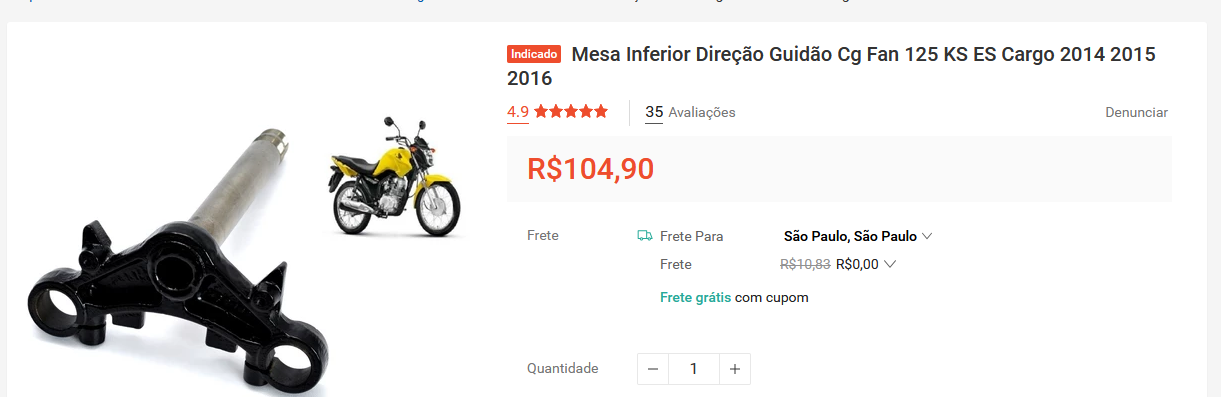 Indicado Mesa Inferior Direção Guidão Cg Fan 125 KS ES Cargo 2014 2015
2016
4.9 35 Avaliações Denunciar
R$104,90
Frete Frete Para São Paulo, São Paulo
Frete R$10,83 R$0,00
Frete grátis com cupom
Quantidade 1